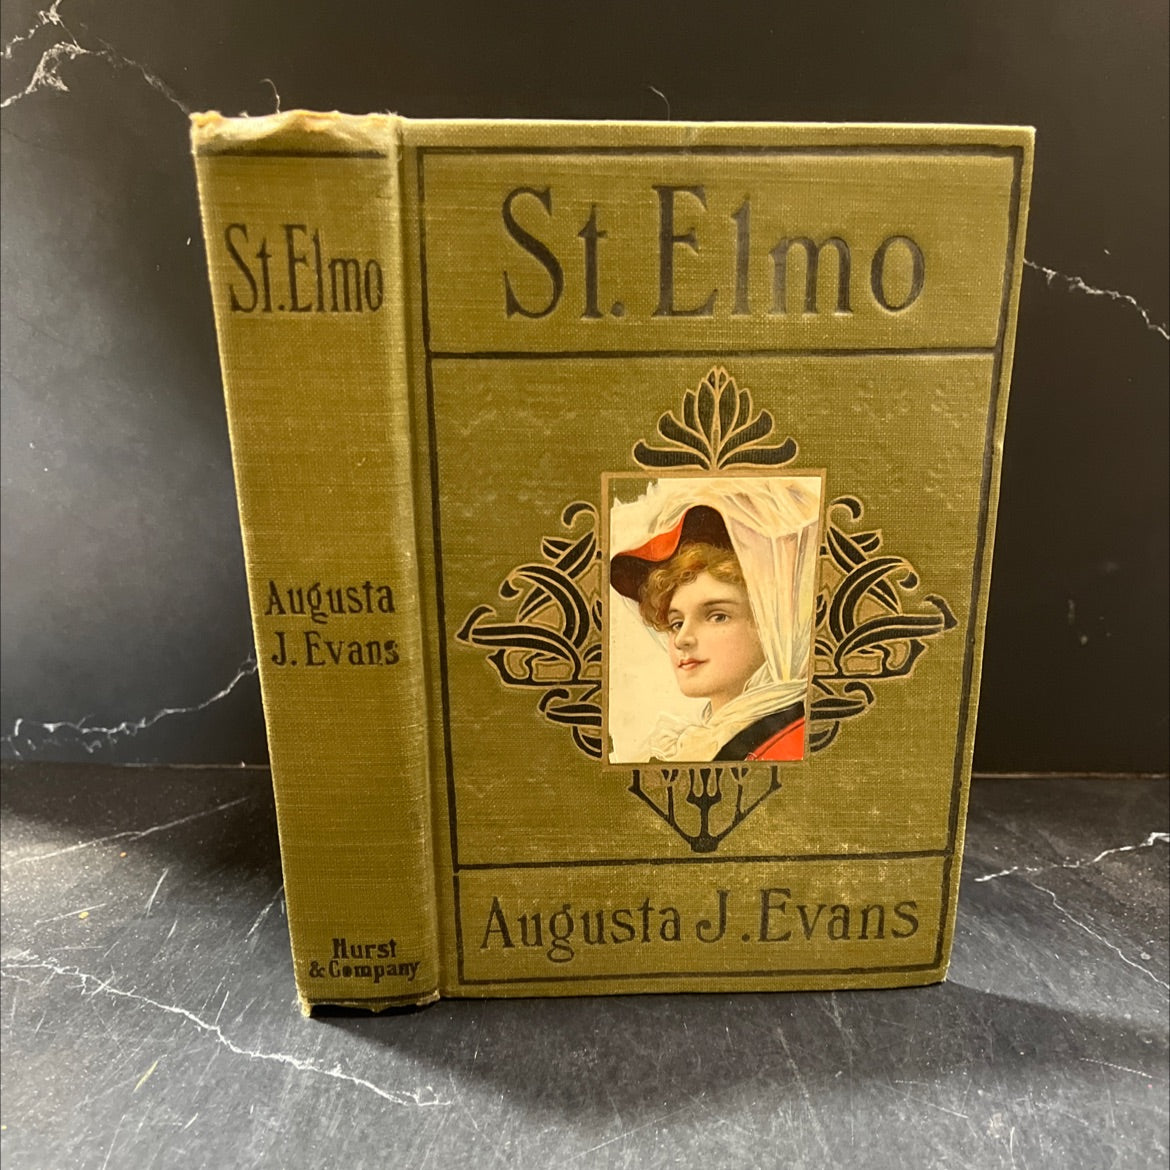 St. Elmo
Augusta
J. Evans
Hurst
& Company
St. Elmo
Augusta J. Evans